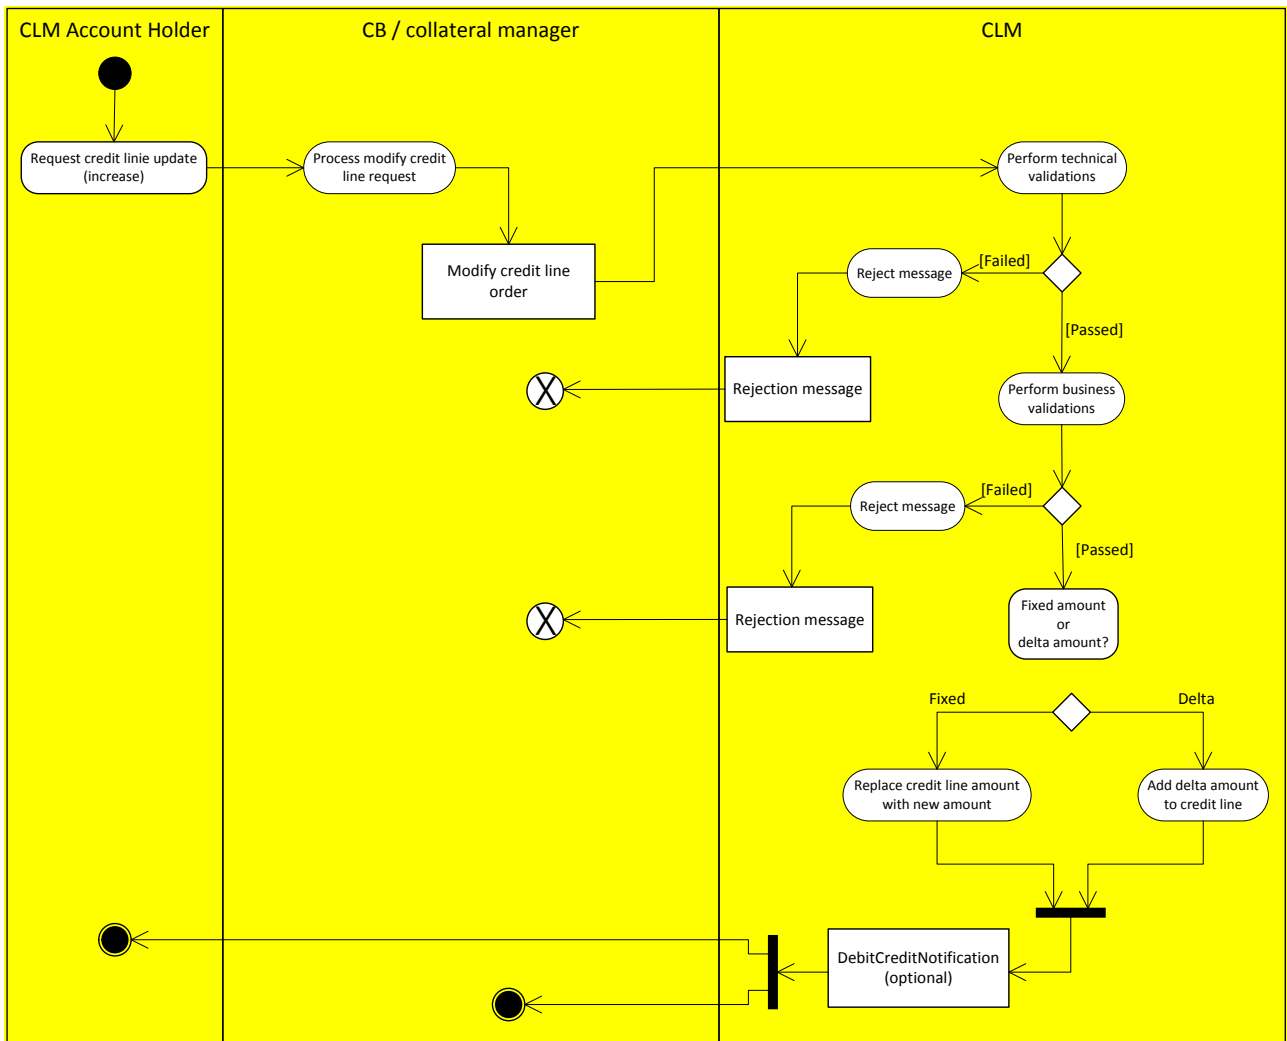 CLM Account Holder
CB / collateral manager
CLM
Request credit linie update
(increase)
Process modify credit
line request
Perform technical
validations
Modify credit line
order
Reject message
[Failed]
[Passed]
Rejection message
X
Perform business
validations
Reject message
[Failed]
[Passed]
Rejection message
X
Fixed amount
or
delta amount?
Fixed
Delta
Replace credit line amount
with new amount
Add delta amount
to credit line
DebitCreditNotification
(optional)